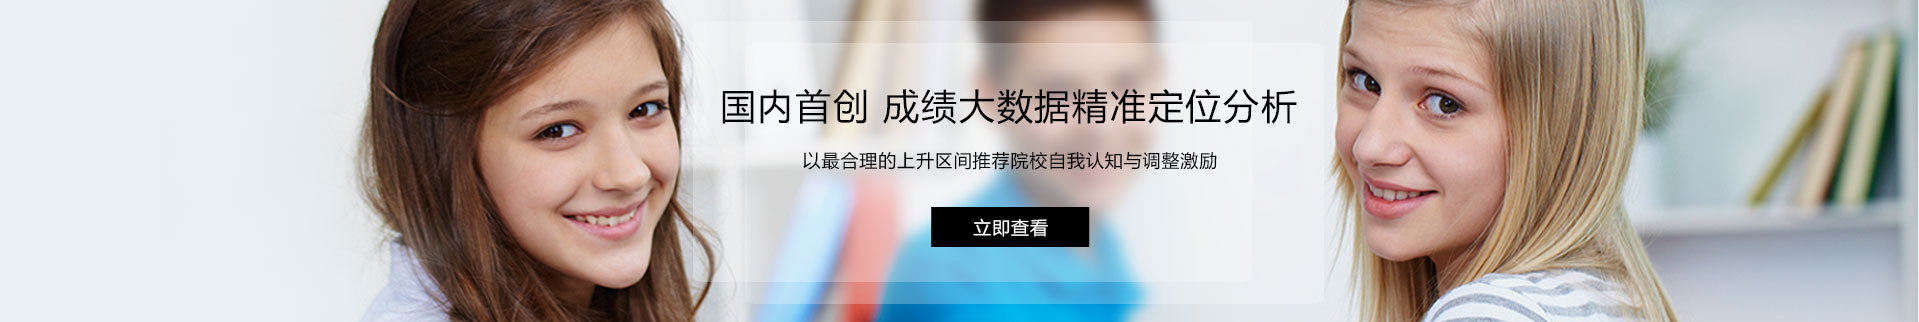 国内首创 成绩大数据精准定位分析
以最合理的上升区间推荐院校自我认知与调整激励
立即查看